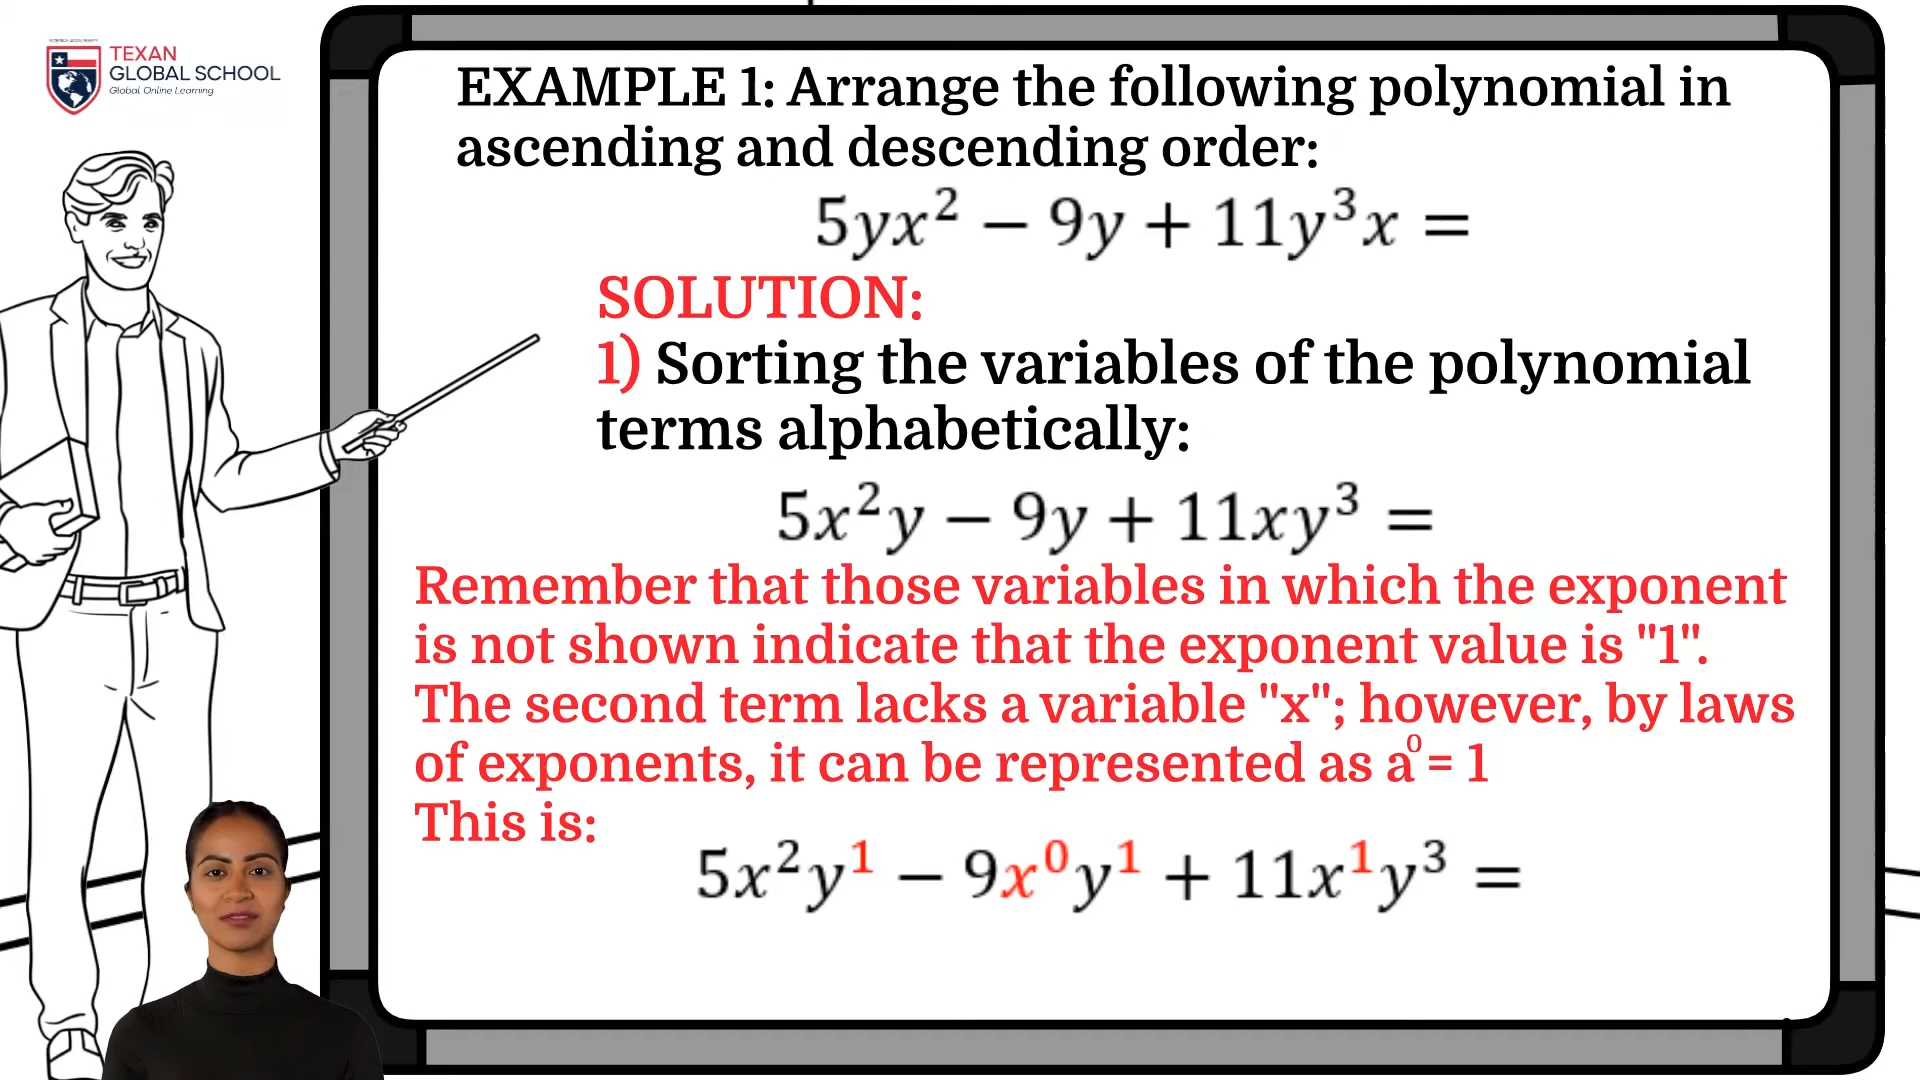 TEXAN
GLOBAL SCHOOL
Global Online Learning
EXAMPLE 1: Arrange the following polynomial in
ascending and descending order:
5yx² − 9y + 11y³x =
SOLUTION:
1) Sorting the variables of the polynomial
terms alphabetically:
5x²y − 9y + 11xy³ =
Remember that those variables in which the exponent
is not shown indicate that the exponent value is "1".
The second term lacks a variable "x"; however, by laws
of exponents, it can be represented as a⁰ = 1
This is:
5x²y¹ − 9x⁰y¹ + 11x¹y³ =